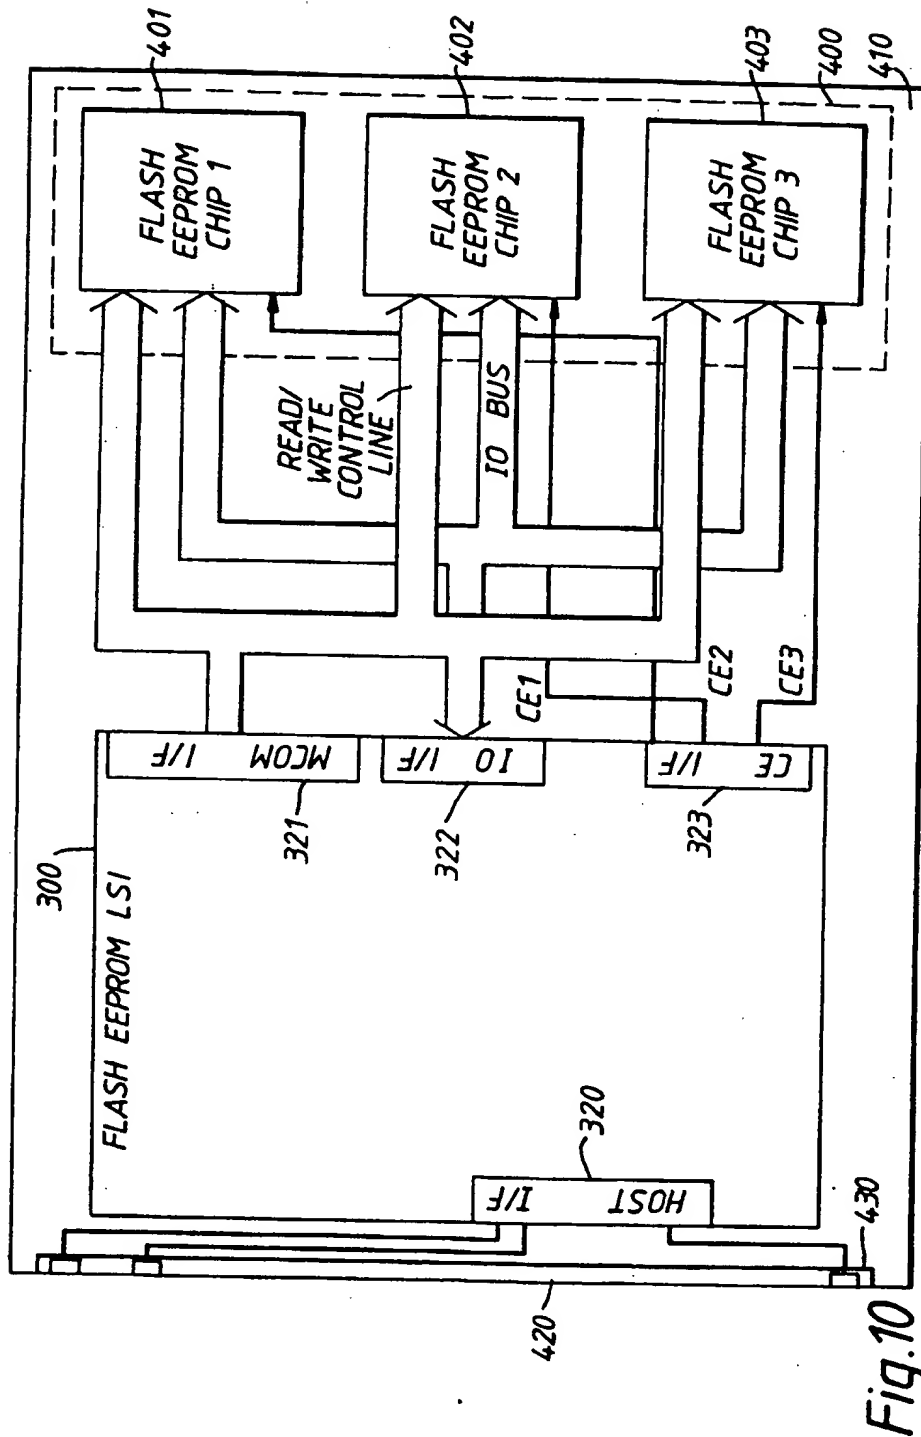 FLASH EEPROM LSI
300
MCOM I/F
321
IO I/F
322
CE I/F
323
HOST I/F
320
420
430
READ/
WRITE
CONTROL
LINE
IO BUS
CE1
CE2
CE3
FLASH
EEPROM
CHIP 1
401
FLASH
EEPROM
CHIP 2
402
FLASH
EEPROM
CHIP 3
403
400
410
Fig.10